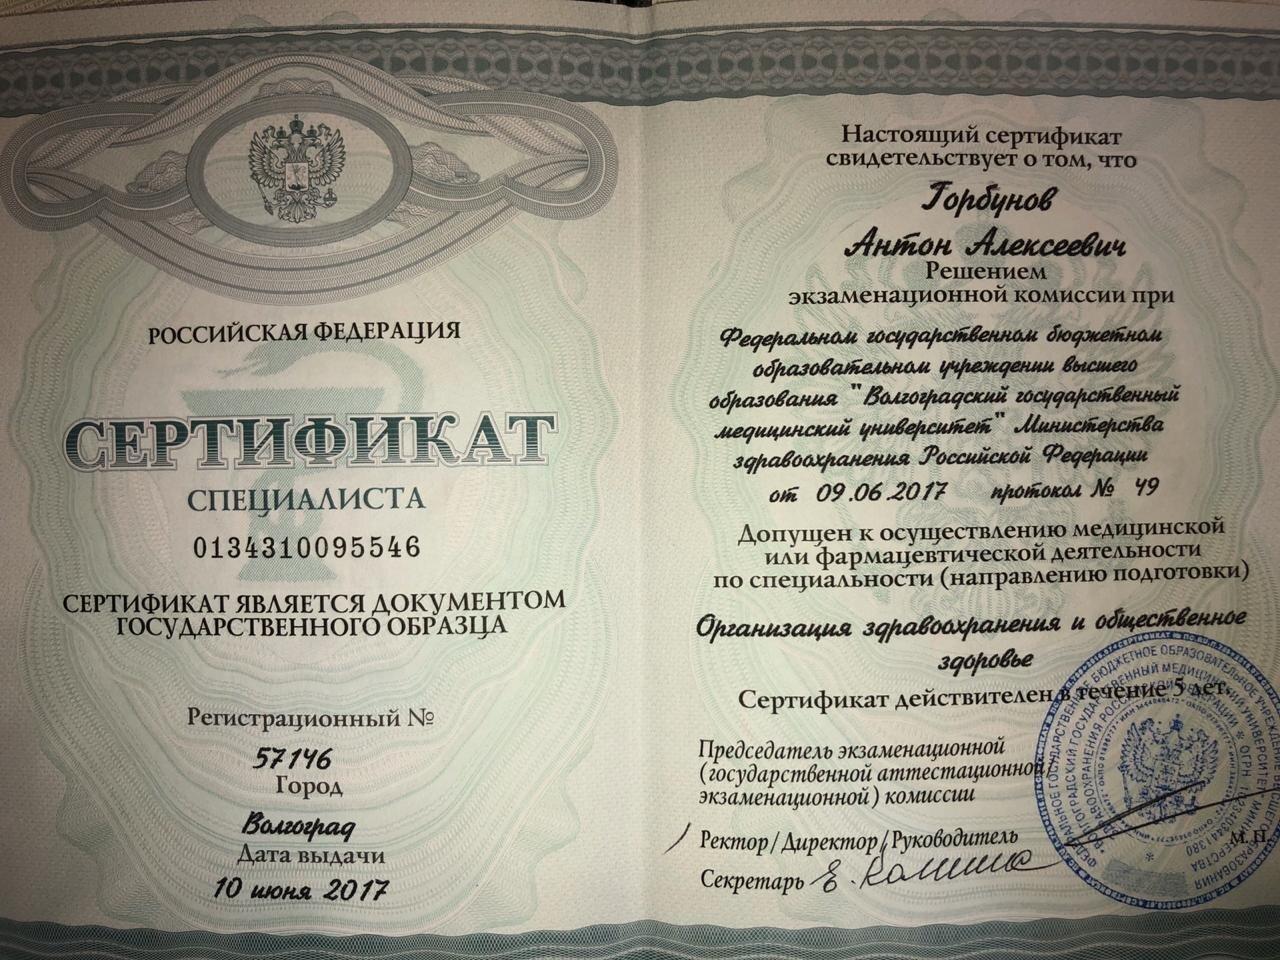 РОССИЙСКАЯ ФЕДЕРАЦИЯ
СЕРТИФИКАТ
СПЕЦИАЛИСТА
0134310095546
СЕРТИФИКАТ ЯВЛЯЕТСЯ ДОКУМЕНТОМ
ГОСУДАРСТВЕННОГО ОБРАЗЦА
Регистрационный №
57146
Город
Волгоград
Дата выдачи
10 июня 2017
Настоящий сертификат
свидетельствует о том, что
Горбунов
Антон Алексеевич
Решением
экзаменационной комиссии при
Федеральном государственном бюджетном
образовательном учреждении высшего
образования "Волгоградский государственный
медицинский университет" Министерства
здравоохранения Российской Федерации
от 09.06.2017 протокол № 49
Допущен к осуществлению медицинской
или фармацевтической деятельности
по специальности (направлению подготовки)
Организация здравоохранения и общественное
здоровье
Сертификат действителен в течение 5 лет.
Председатель экзаменационной
(государственной аттестационной,
экзаменационной) комиссии
Ректор/Директор/Руководитель
Секретарь
М.П.